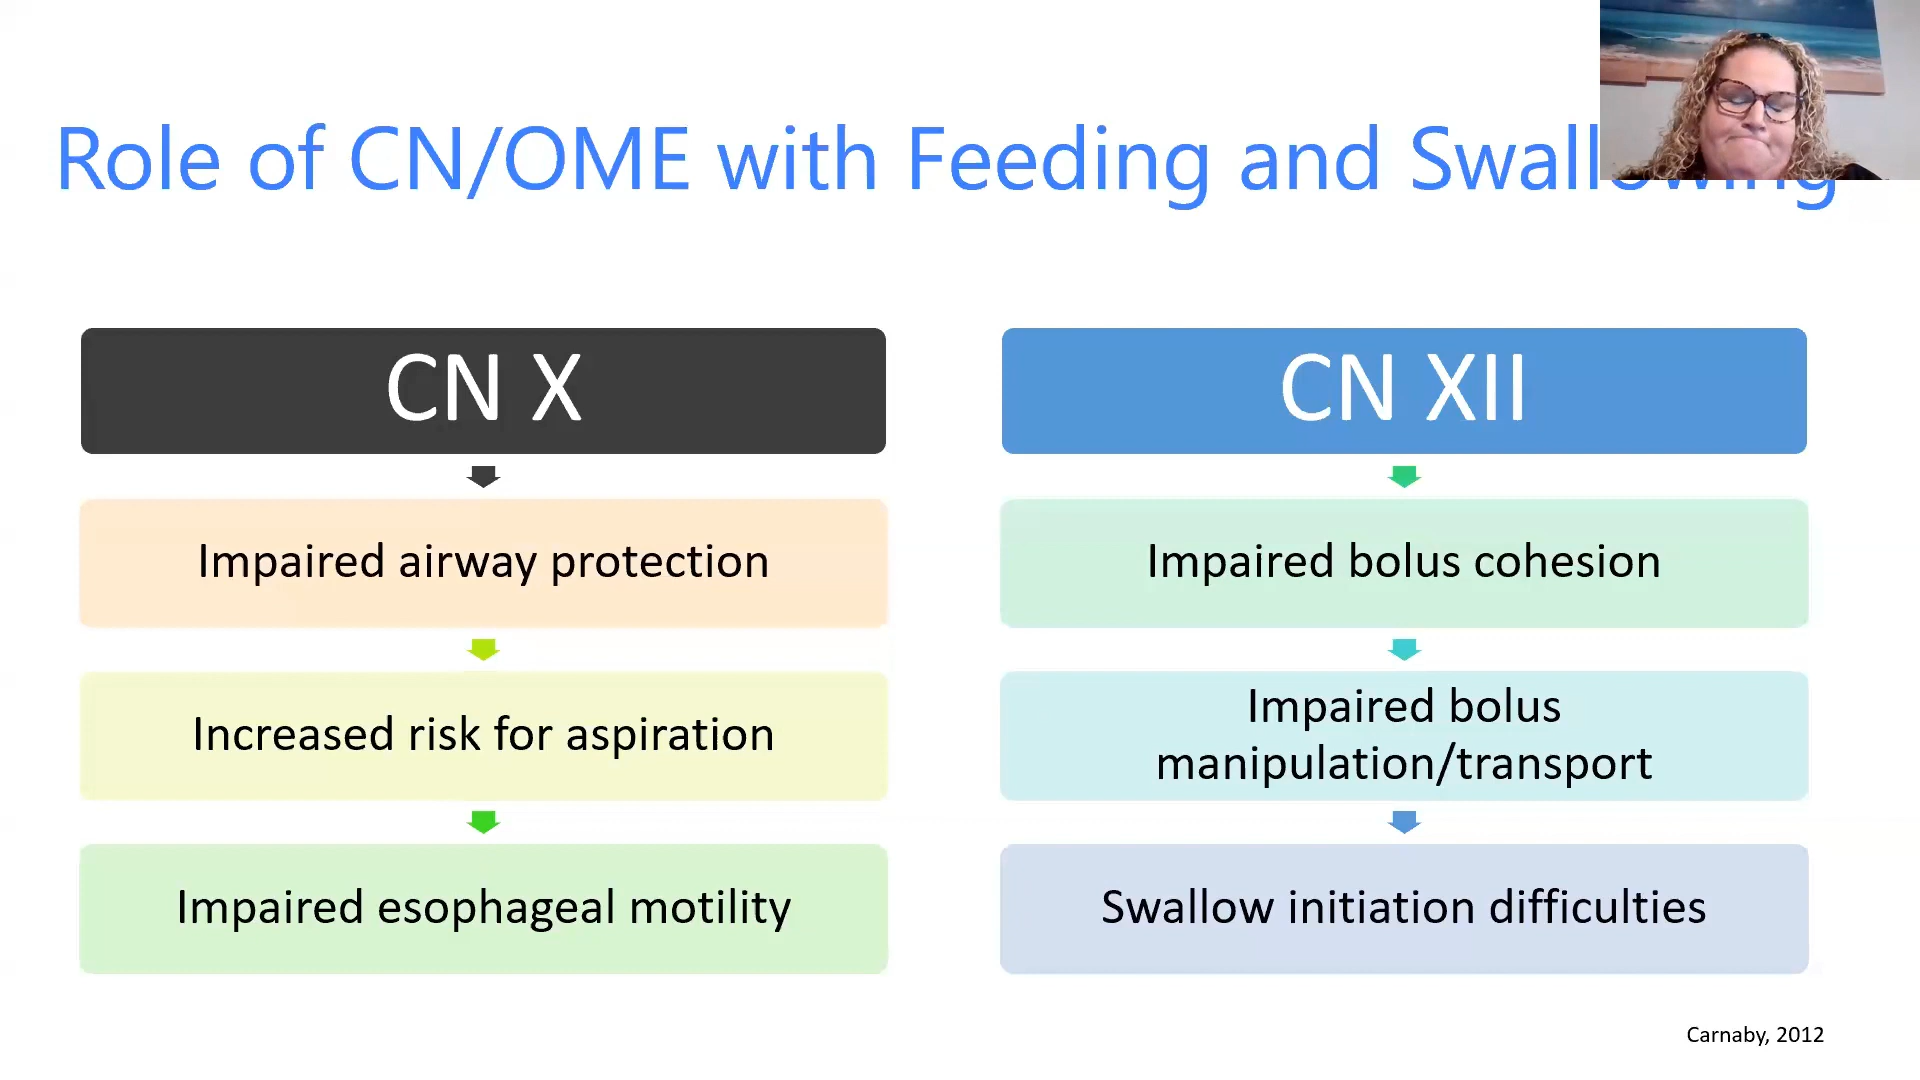 Role of CN/OME with Feeding and Swallowing
CN X
Impaired airway protection
Increased risk for aspiration
Impaired esophageal motility
CN XII
Impaired bolus cohesion
Impaired bolus
manipulation/transport
Swallow initiation difficulties
Carnaby, 2012